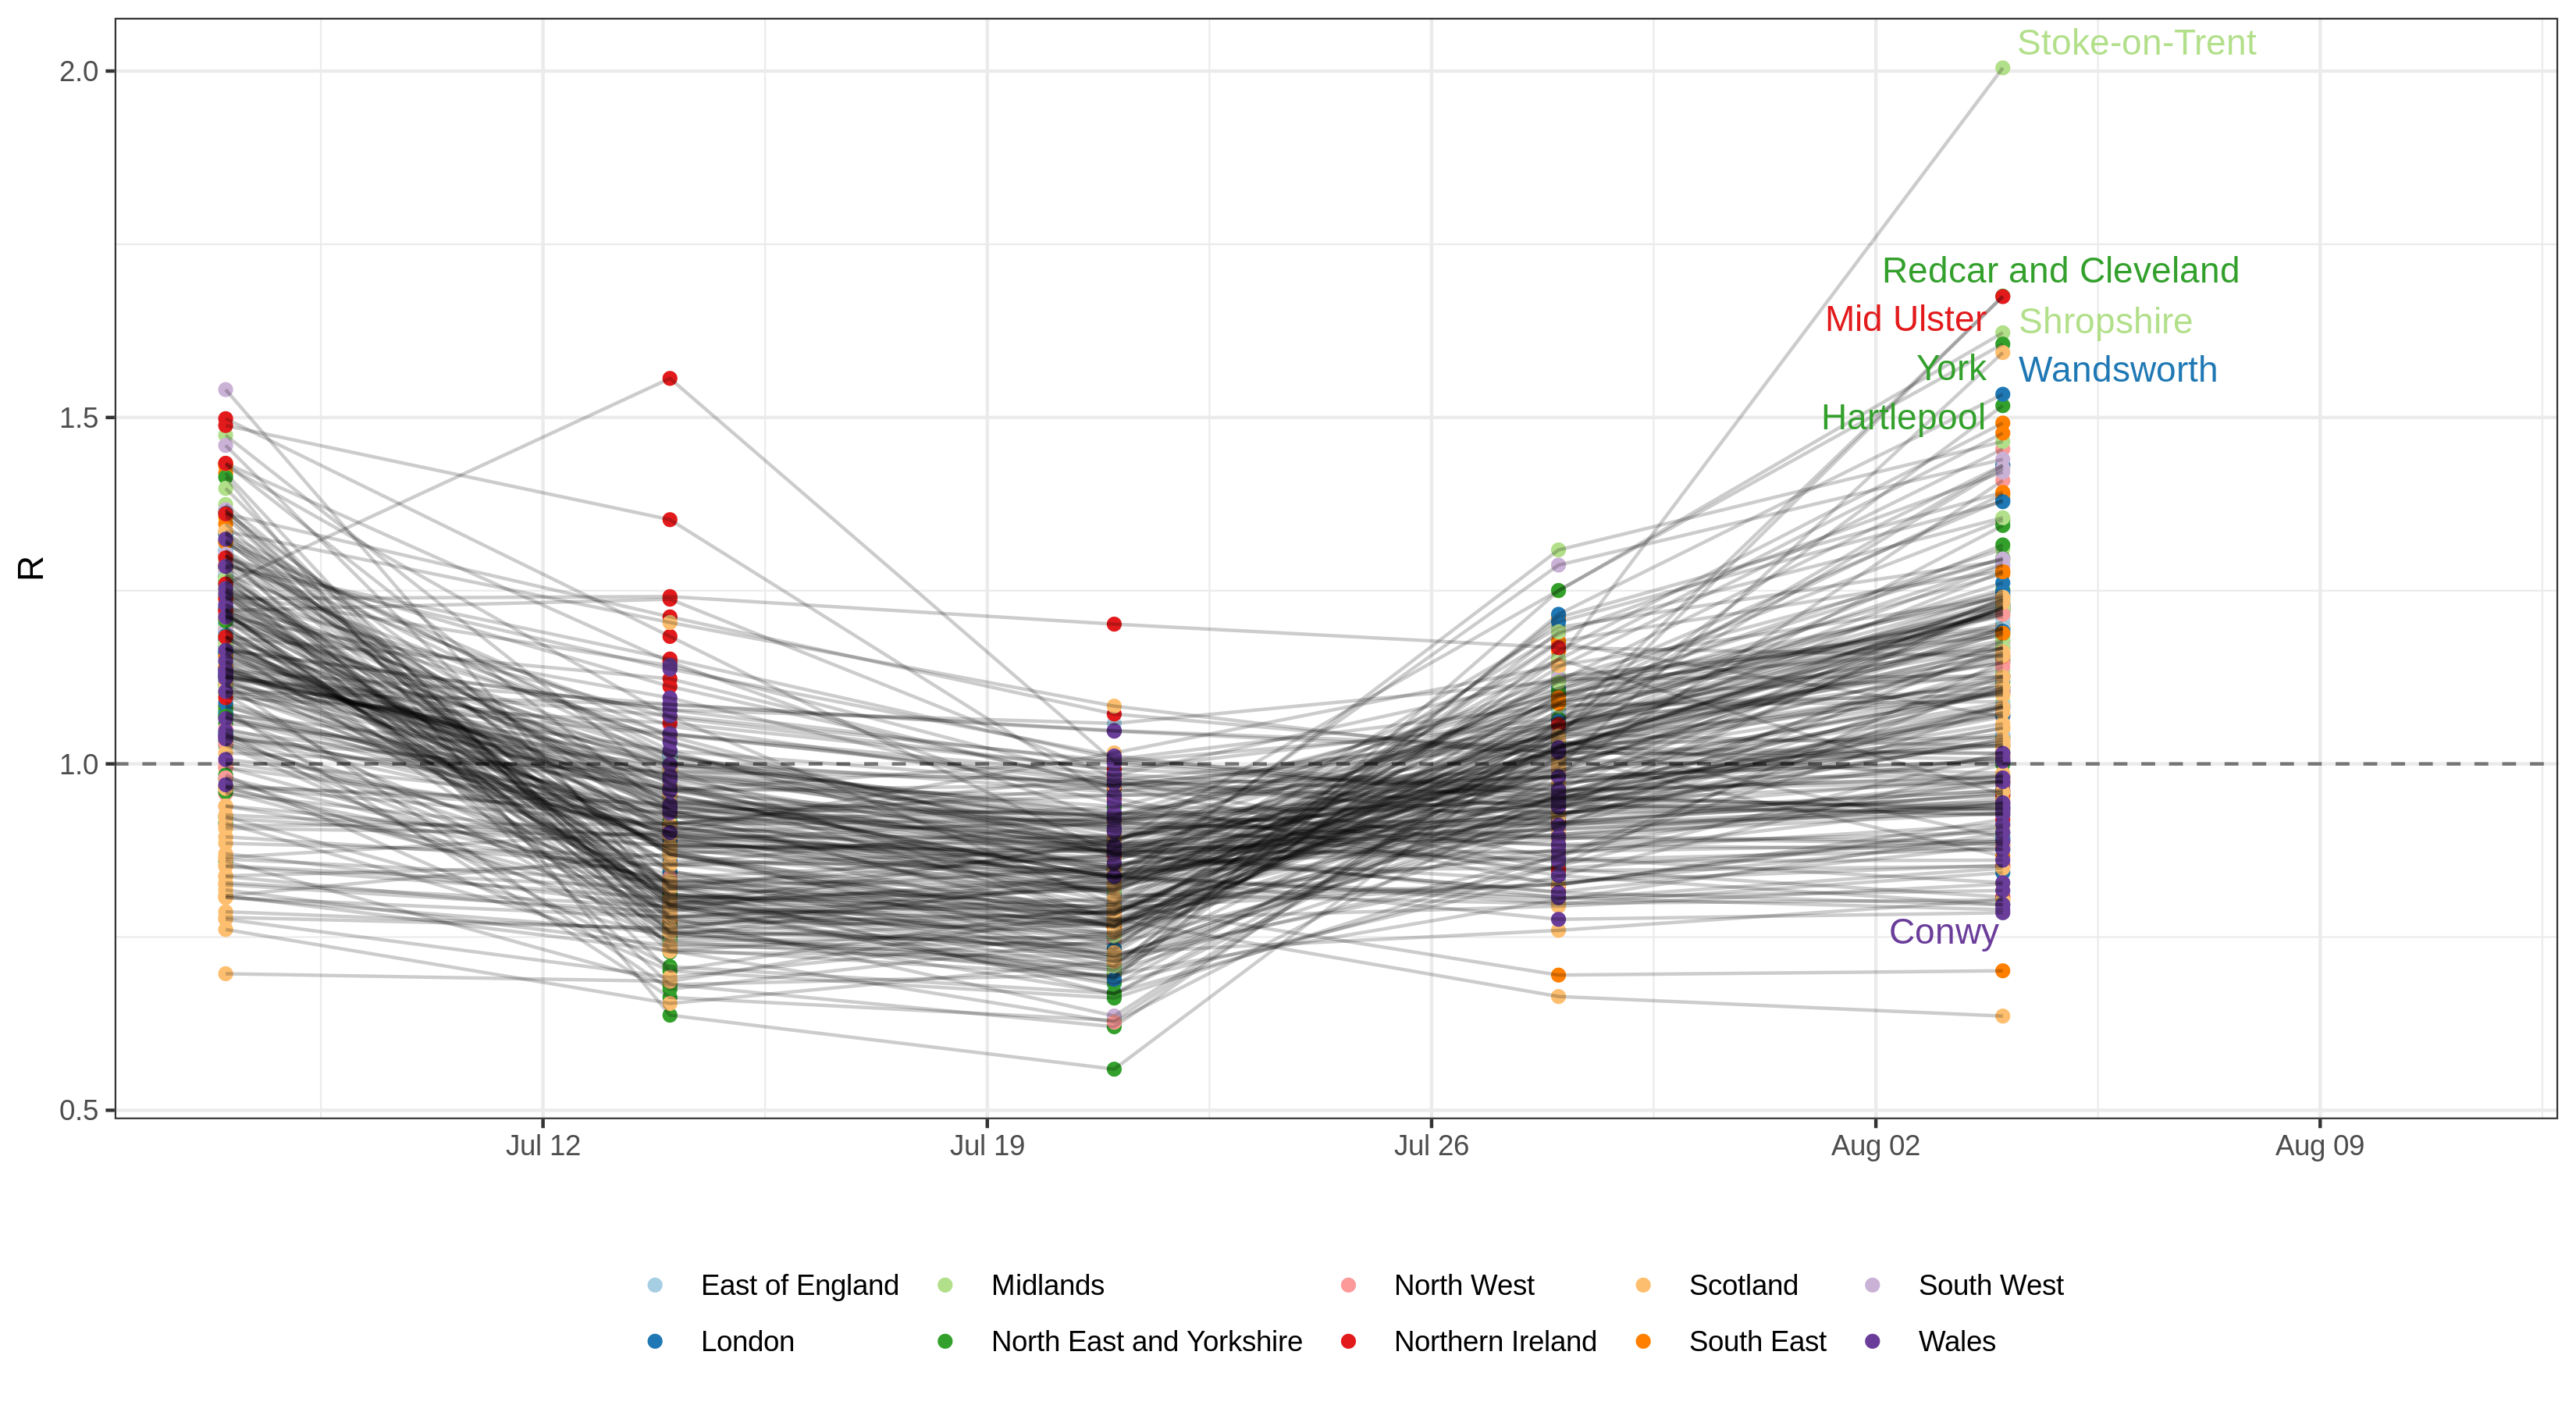 Stoke-on-Trent
2.0
Redcar and Cleveland
Mid Ulster
Shropshire
York
Wandsworth
1.5
Hartlepool
R
1.0
Conwy
0.5
Jul 12
Jul 19
Jul 26
Aug 02
Aug 09
East of England
Midlands
North West
Scotland
South West
London
North East and Yorkshire
Northern Ireland
South East
Wales